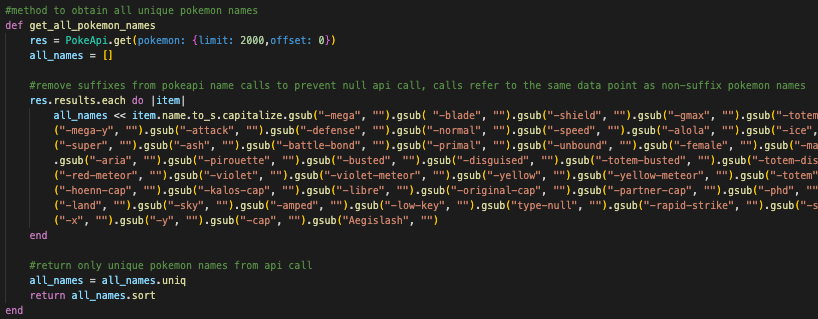 #method to obtain all unique pokemon names
def get_all_pokemon_names
    res = PokeApi.get(pokemon: {limit: 2000,offset: 0})
    all_names = []

    #remove suffixes from pokeapi name calls to prevent null api call, calls refer to the same data point as non-suffix pokemon names
    res.results.each do |item|
        all_names << item.name.to_s.capitalize.gsub("-mega", "").gsub( "-blade", "").gsub("-shield", "").gsub("-gmax", "").gsub("-totem
        ("-mega-y", "").gsub("-attack", "").gsub("-defense", "").gsub("-normal", "").gsub("-speed", "").gsub("-alola", "").gsub("-ice",
        ("-super", "").gsub("-ash", "").gsub("-battle-bond", "").gsub("-primal", "").gsub("-unbound", "").gsub("-female", "").gsub("-ma
        .gsub("-aria", "").gsub("-pirouette", "").gsub("-busted", "").gsub("-disguised", "").gsub("-totem-busted", "").gsub("-totem-dis
        ("-red-meteor", "").gsub("-violet", "").gsub("-violet-meteor", "").gsub("-yellow", "").gsub("-yellow-meteor", "").gsub("-totem"
        ("-hoenn-cap", "").gsub("-kalos-cap", "").gsub("-libre", "").gsub("-original-cap", "").gsub("-partner-cap", "").gsub("-phd", ""
        ("-land", "").gsub("-sky", "").gsub("-amped", "").gsub("-low-key", "").gsub("type-null", "").gsub("-rapid-strike", "").gsub("-s
        ("-x", "").gsub("-y", "").gsub("-cap", "").gsub("Aegislash", "")
    end

    #return only unique pokemon names from api call
    all_names = all_names.uniq
    return all_names.sort
end